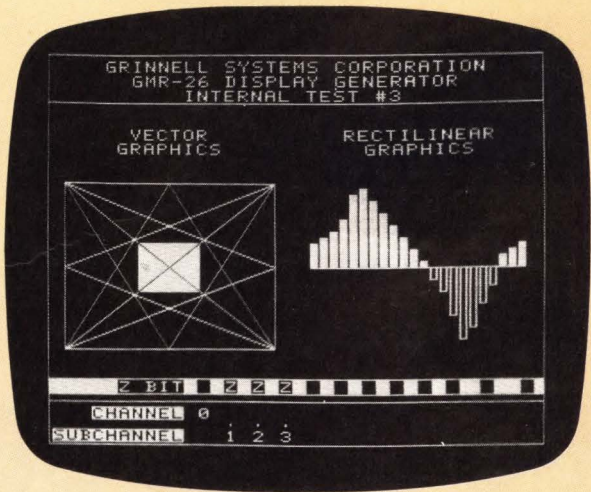 GRINNELL SYSTEMS CORPORATION
GMR-26 DISPLAY GENERATOR
INTERNAL TEST #3
VECTOR
GRAPHICS
RECTILINEAR
GRAPHICS
Z BIT Z Z Z
CHANNEL 0
SUBCHANNEL 1 2 3